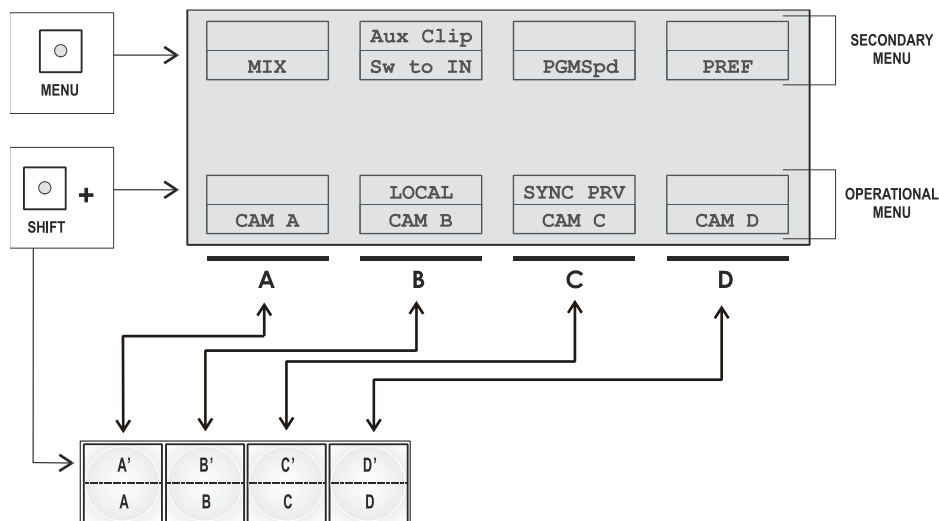 Aux Clip
MIX Sw to IN PGMSpd PREF
SECONDARY
MENU
MENU
LOCAL SYNC PRV
CAM A CAM B CAM C CAM D
OPERATIONAL
MENU
+
SHIFT
A B C D
A' B' C' D'
A B C D